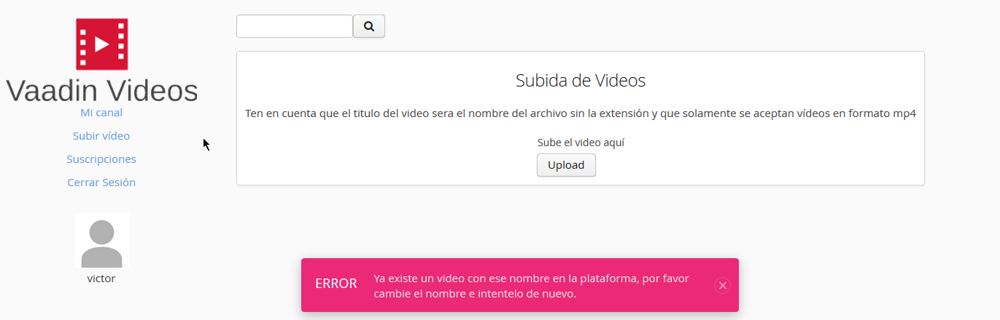 Vaadin Videos
Mi canal
Subir vídeo
Suscripciones
Cerrar Sesión
victor
Subida de Videos
Ten en cuenta que el titulo del video sera el nombre del archivo sin la extensión y que solamente se aceptan vídeos en formato mp4
Sube el video aquí
Upload
ERROR
Ya existe un video con ese nombre en la plataforma, por favor
cambie el nombre e intentelo de nuevo.